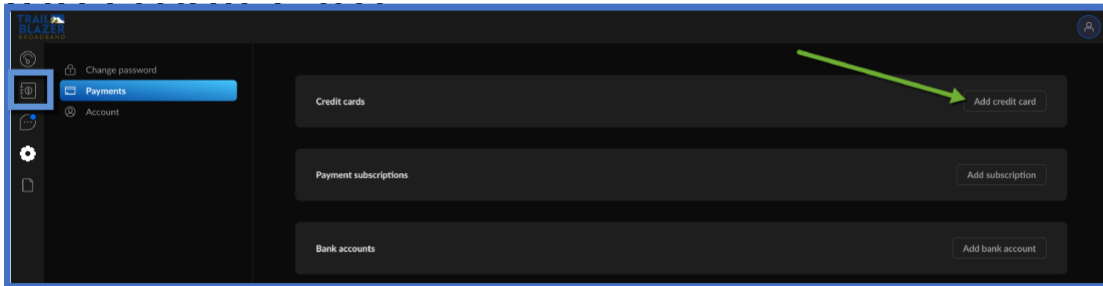 TRAIL
BLAZER
BROADBAND
Change password
Payments
Account
Credit cards
Add credit card
Payment subscriptions
Add subscription
Bank accounts
Add bank account